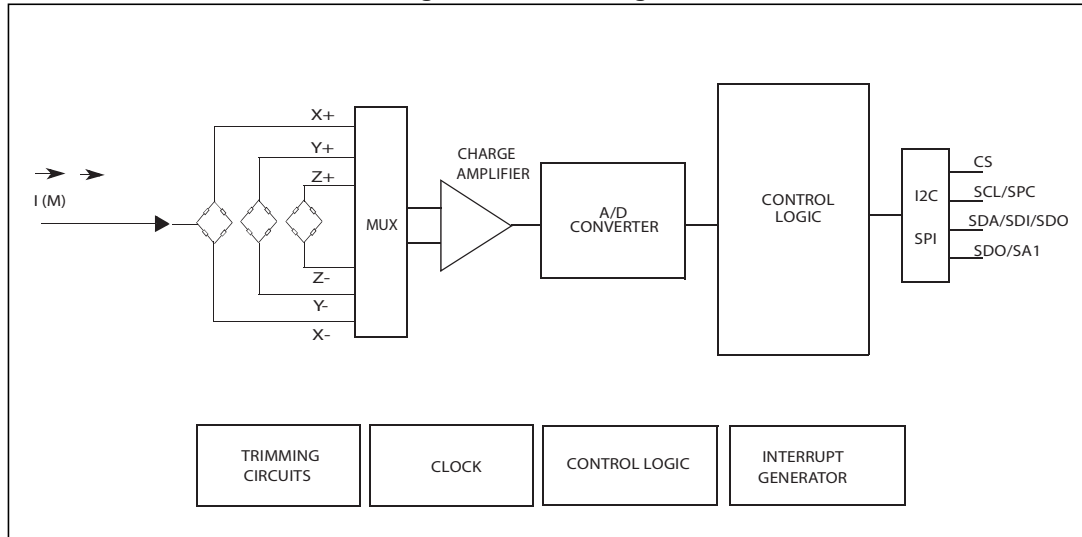 X+
Y+
Z+
I (M)
Z-
Y-
X-
MUX
CHARGE
AMPLIFIER
A/D
CONVERTER
CONTROL
LOGIC
I2C
SPI
CS
SCL/SPC
SDA/SDI/SDO
SDO/SA1
TRIMMING
CIRCUITS
CLOCK
CONTROL LOGIC
INTERRUPT
GENERATOR